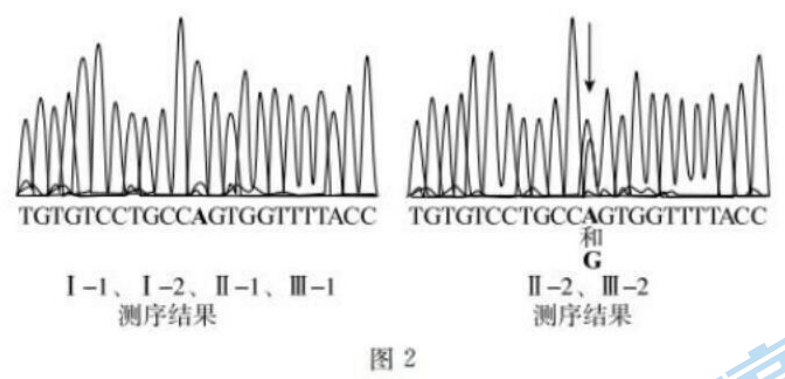 TGTGTCCTGCCAGTGGTTTTACC
TGTGTCCTGCCAGTGGTTTTACC
和
G
Ⅰ-1、Ⅰ-2、Ⅱ-1、Ⅲ-1
测序结果
Ⅱ-2、Ⅲ-2
测序结果
图 2